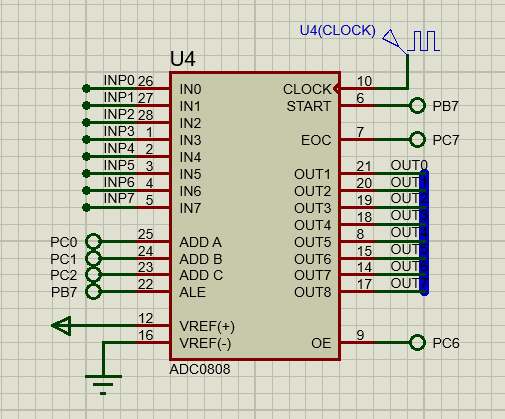 U4(CLOCK)
U4
INP0 26 IN0 CLOCK 10
INP1 27 IN1 START 6 PB7
INP2 28 IN2
INP3 1 IN3 EOC 7 PC7
INP4 2 IN4
INP5 3 IN5 OUT1 21 OUT0
INP6 4 IN6 OUT2 20 OUT
INP7 5 IN7 OUT3 19 OUT
OUT4 18 OUT
PC0 25 ADD A OUT5 8 OUT
PC1 24 ADD B OUT6 15 OUT
PC2 23 ADD C OUT7 14 OUT
PB7 22 ALE OUT8 17 OUT
12 VREF(+)
16 VREF(-) OE 9 PC6
ADC0808